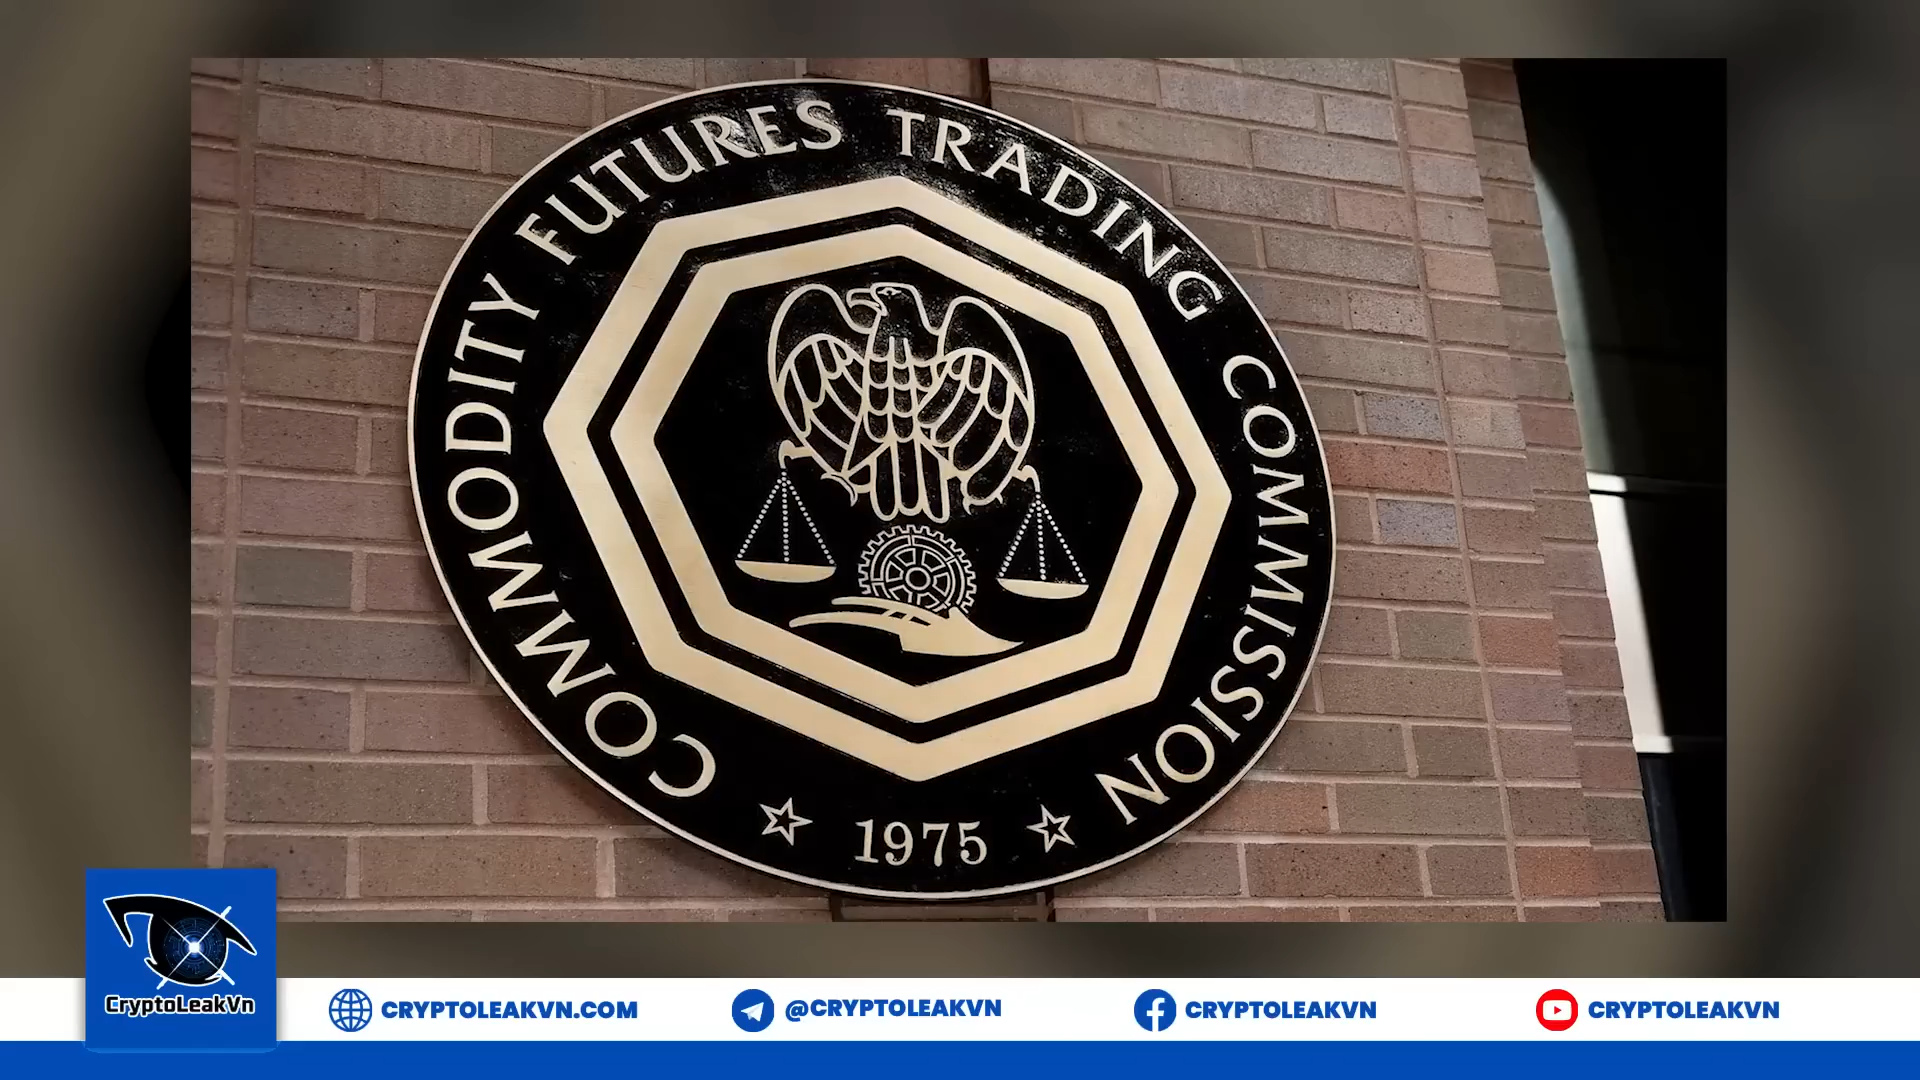 COMMODITY FUTURES TRADING COMMISSION
1975
CryptoLeakVn
CRYPTOLEAKVN.COM
@CRYPTOLEAKVN
CRYPTOLEAKVN
CRYPTOLEAKVN